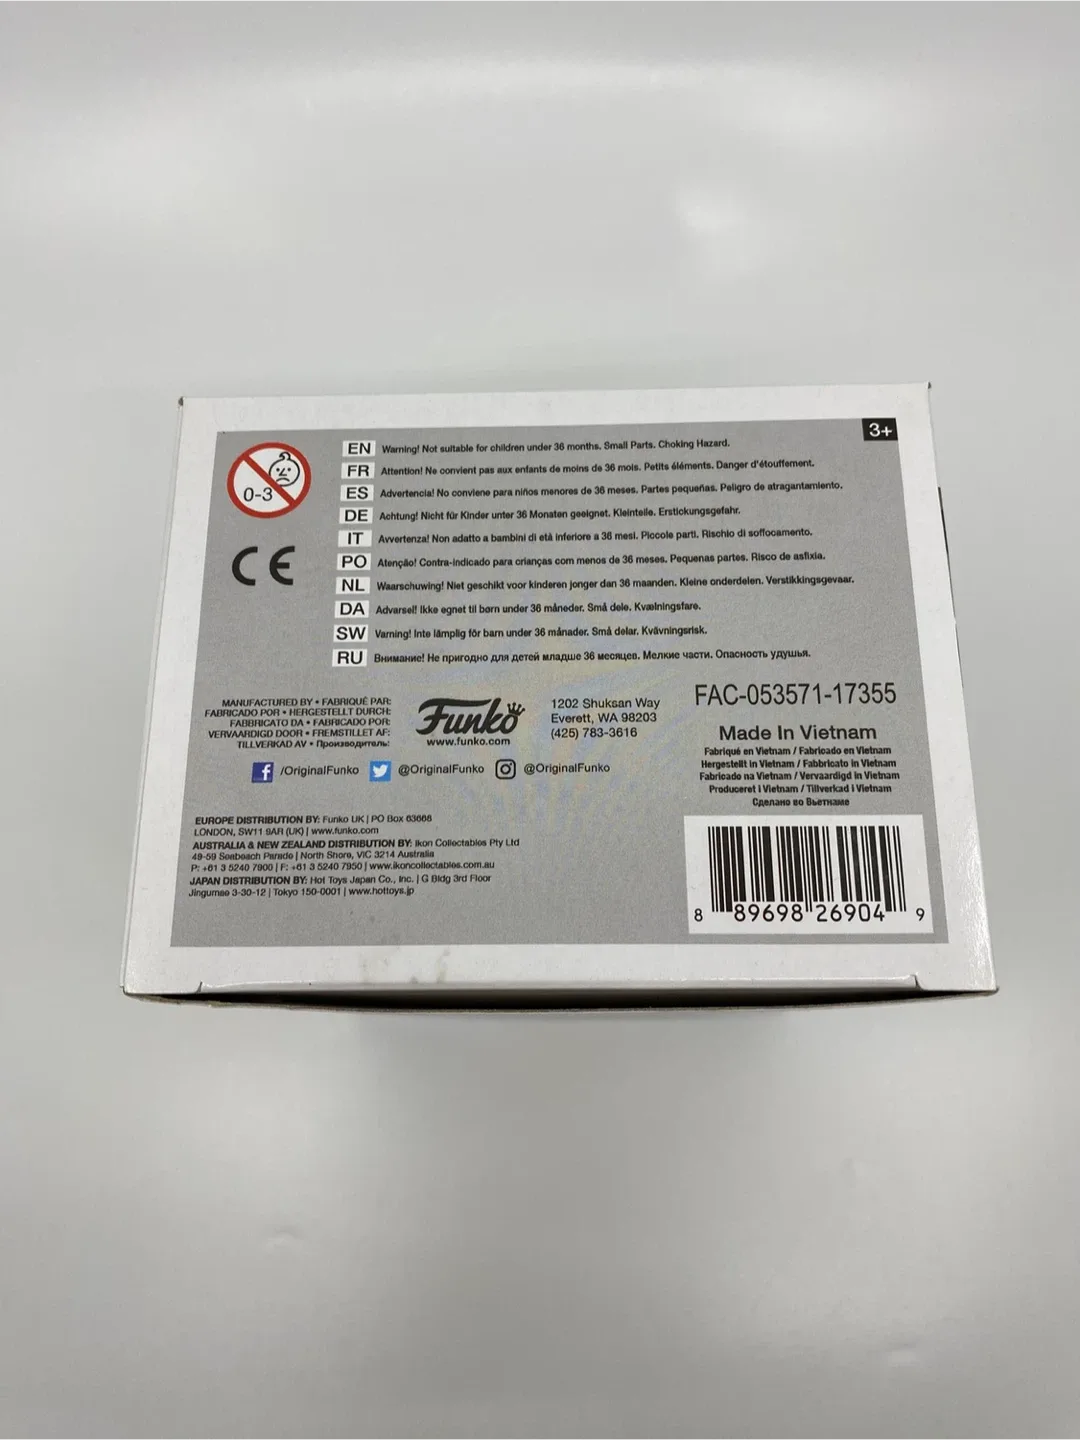 3+
0-3
EN Warning! Not suitable for children under 36 months. Small Parts. Choking Hazard.
FR Attention! Ne convient pas aux enfants de moins de 36 mois. Petits éléments. Danger d'étouffement.
ES Advertencia! No conviene para niños menores de 36 meses. Partes pequeñas. Peligro de atragantamiento.
DE Achtung! Nicht für Kinder unter 36 Monaten geeignet. Kleinteile. Erstickungsgefahr.
IT Avvertenza! Non adatto a bambini di età inferiore a 36 mesi. Piccole parti. Rischio di soffocamento.
PO Atenção! Contra-indicado para crianças com menos de 36 meses. Pequenas partes. Risco de asfixia.
NL Waarschuwing! Niet geschikt voor kinderen jonger dan 36 maanden. Kleine onderdelen. Verstikkingsgevaar.
DA Advarsel! Ikke egnet til børn under 36 måneder. Små dele. Kvælningsfare.
SW Varning! Inte lämplig för barn under 36 månader. Små delar. Kvävningsrisk.
RU Внимание! Не пригодно для детей младше 36 месяцев. Мелкие части. Опасность удушья.
CE
MANUFACTURED BY • FABRIQUÉ PAR:
FABRICADO POR • HERGESTELLT DURCH:
FABBRICATO DA • FABRICADO POR:
VERVAARDIGD DOOR • FREMSTILLET AF:
TILLVERKAD AV • Производитель:
Funko
www.funko.com
1202 Shuksan Way
Everett, WA 98203
(425) 783-3616
/OriginalFunko @OriginalFunko @OriginalFunko
FAC-053571-17355
Made In Vietnam
Fabriqué en Vietnam / Fabricado en Vietnam
Hergestellt in Vietnam / Fabbricato in Vietnam
Fabricado na Vietnam / Vervaardigd in Vietnam
Produceret i Vietnam / Tillverkad i Vietnam
Сделано во Вьетнаме
EUROPE DISTRIBUTION BY: Funko UK | PO Box 63666
LONDON, SW11 9AR (UK) | www.funko.com
AUSTRALIA & NEW ZEALAND DISTRIBUTION BY: Ikon Collectables Pty Ltd
49-59 Seabeach Parade | North Shore, VIC 3214 Australia
P: +61 3 5240 7900 | F: +61 3 5240 7950 | www.ikoncollectables.com.au
JAPAN DISTRIBUTION BY: Hot Toys Japan Co., Inc. | G Bldg 3rd Floor
Jingumae 3-30-12 | Tokyo 150-0001 | www.hottoys.jp
8 89698 26904 9